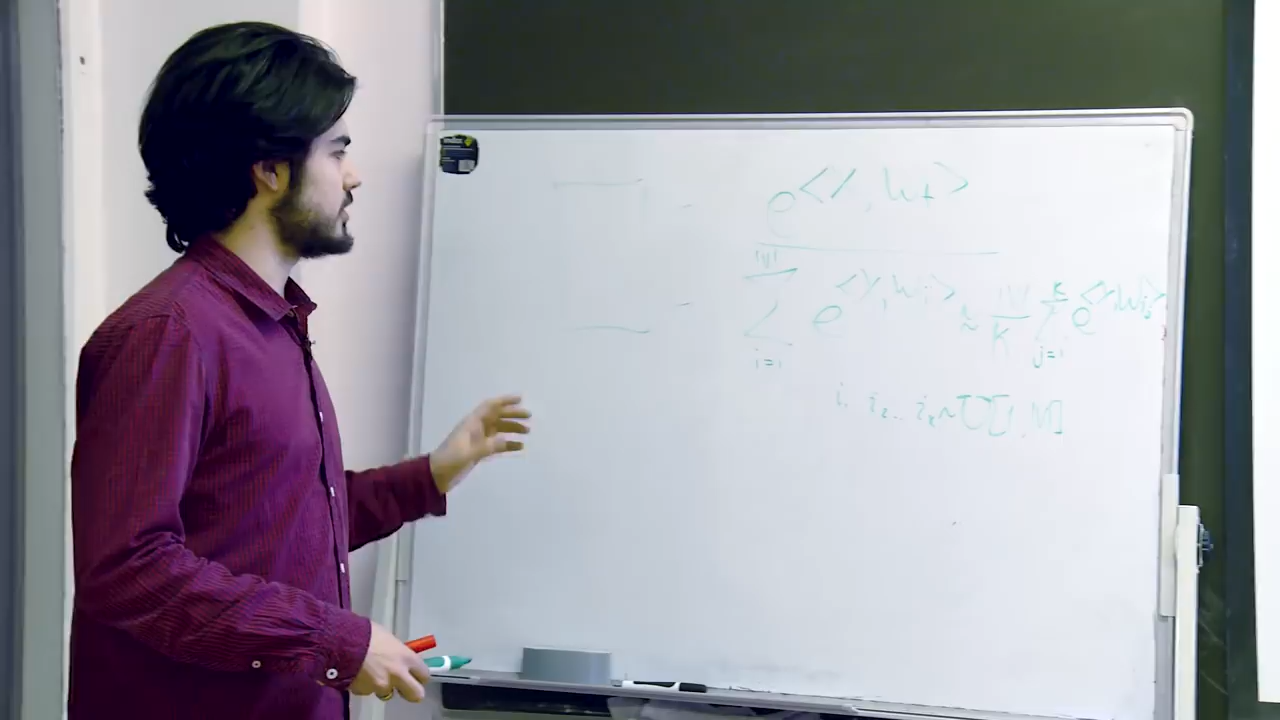 e^{<γ, W_t>}
Σ_{i=1}^{|V|} e^{<γ, W_i>} ≈ |V|/K Σ_{j=1}^{K} e^{<γ, W_{i_j}>}
i_1 i_2 .. i_K ~ U[1, |V|]